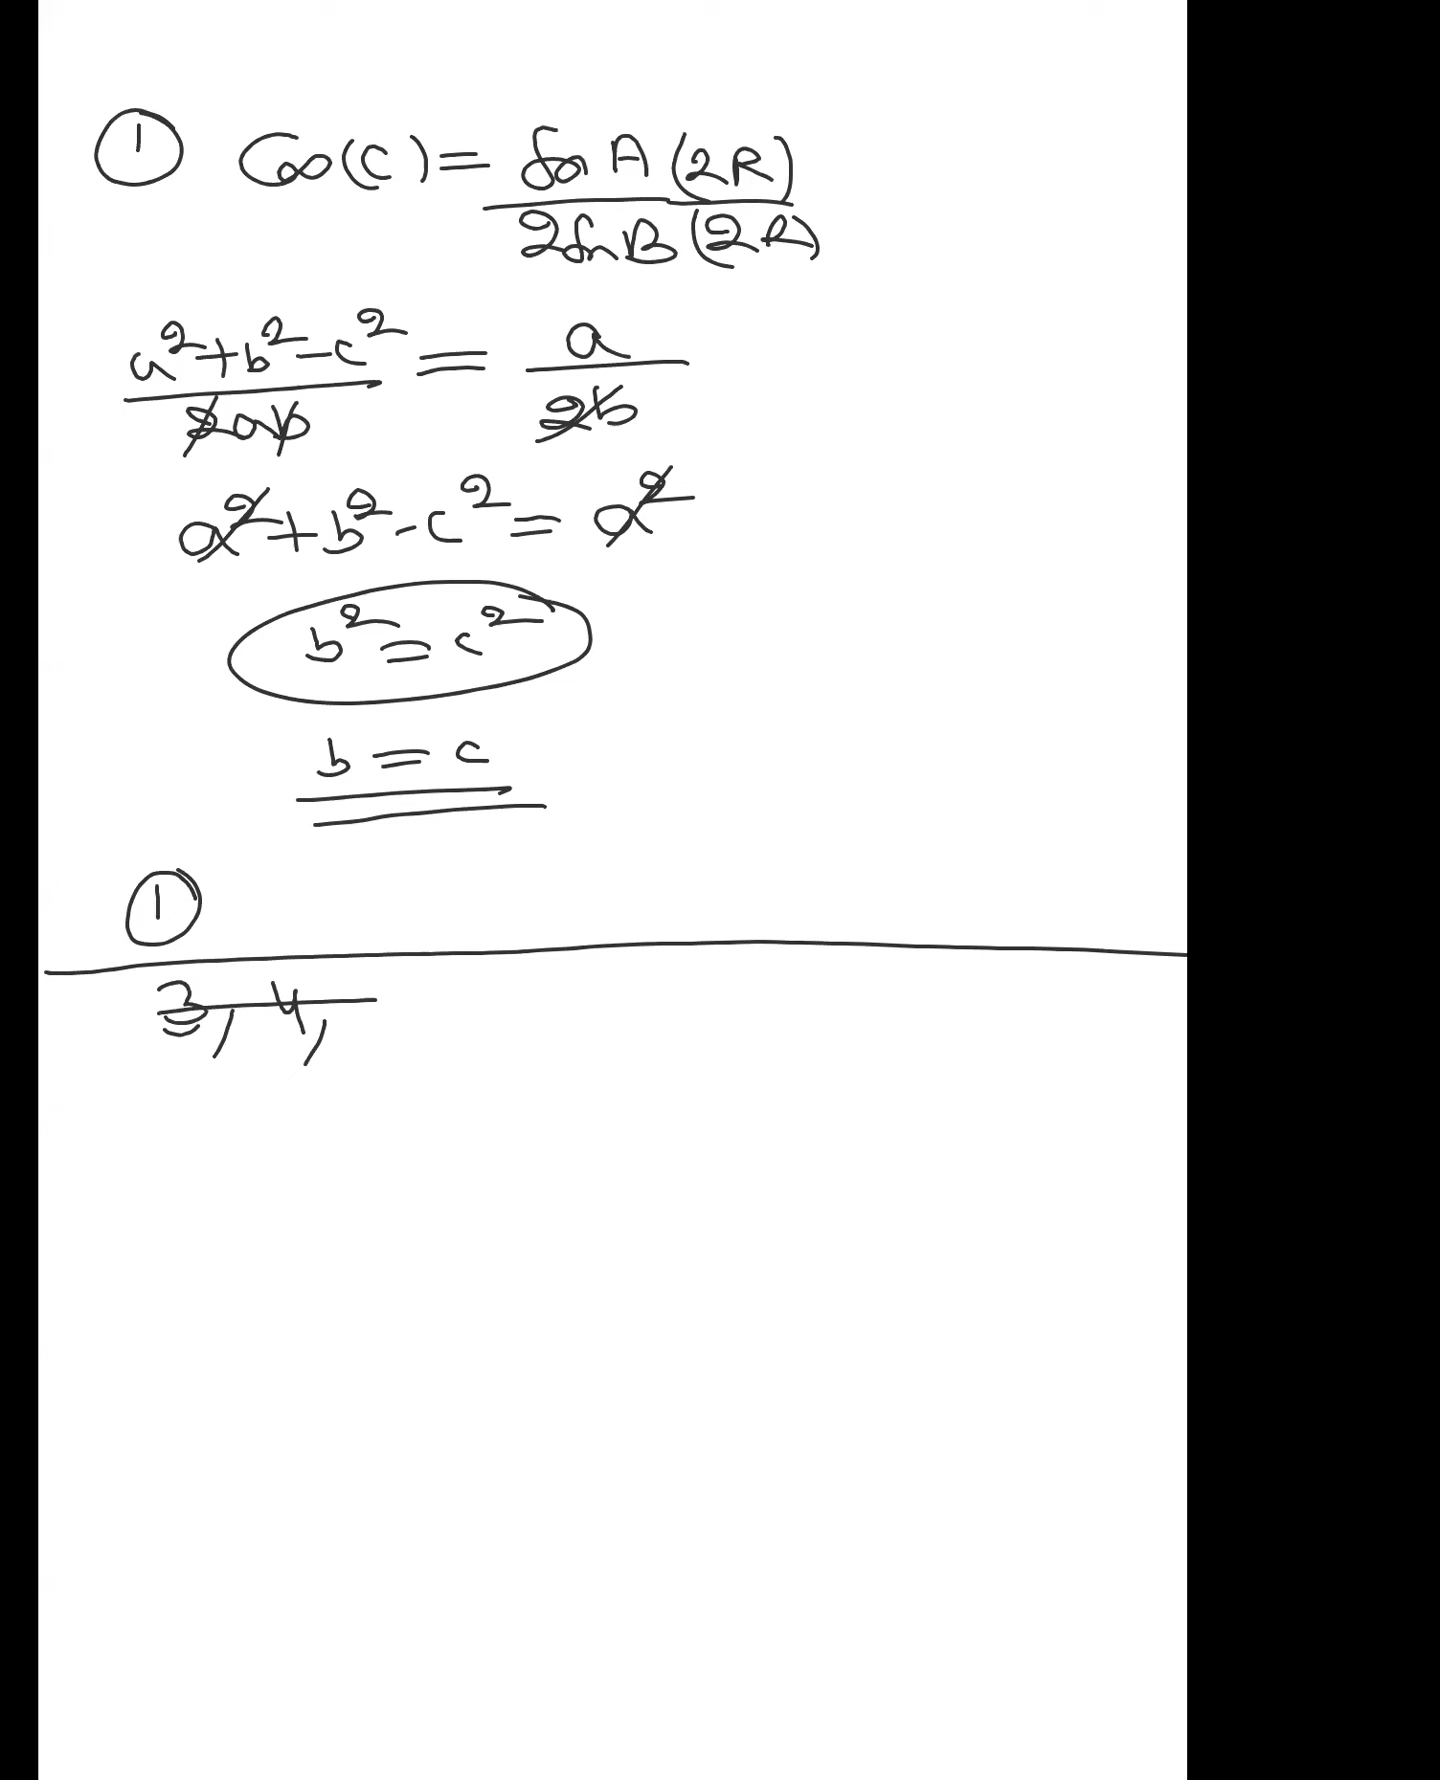 ① Cos(C) = sin A (2R) / 2 sin B (2R)
a² + b² - c² / 2ab = a / 2b
a² + b² - c² = a²
b² = c²
b = c
①
3, 4,